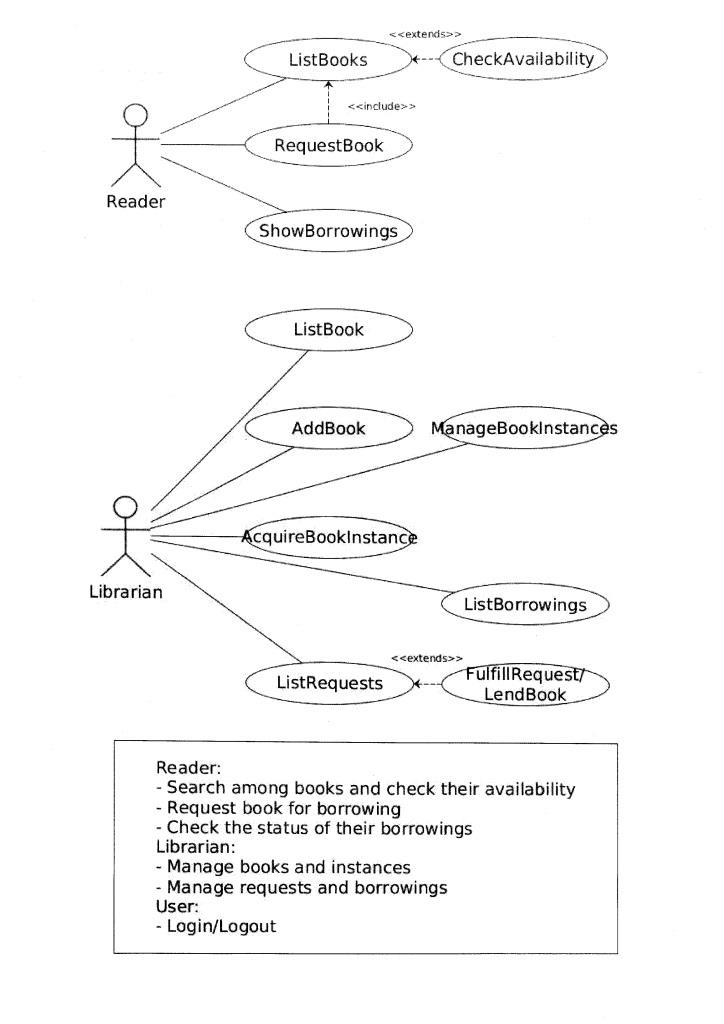 <<extends>>
ListBooks
CheckAvailability
<<include>>
RequestBook
Reader
ShowBorrowings
ListBook
AddBook
ManageBookInstances
AcquireBookInstance
Librarian
ListBorrowings
<<extends>>
ListRequests
FulfillRequest/
LendBook
Reader:
- Search among books and check their availability
- Request book for borrowing
- Check the status of their borrowings
Librarian:
- Manage books and instances
- Manage requests and borrowings
User:
- Login/Logout